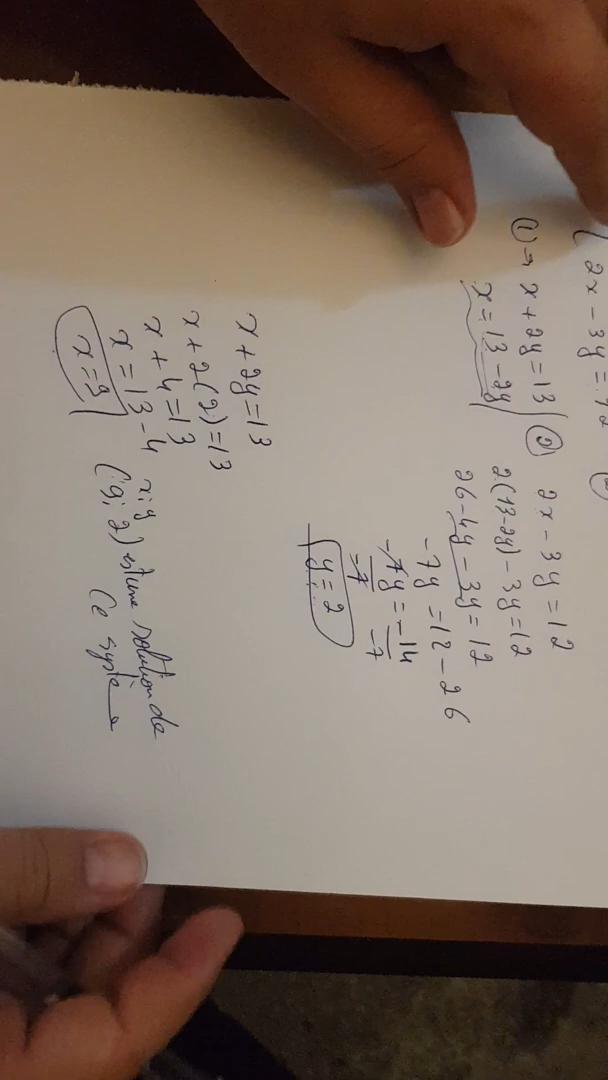 2x - 3y = 12
① → x + 2y = 13
x = 13 - 2y
② 2x - 3y = 12
2(13-2y) - 3y = 12
26 - 4y - 3y = 12
-7y = 12 - 26
-7y = -14
-7 -7
y = 2
x + 2y = 13
x + 2(2) = 13
x + 4 = 13
x = 13 - 4
x = 9
x; y
(9; 2) est une solution de
Ce système